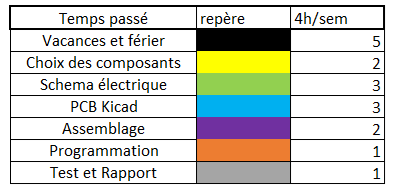 Temps passé repère 4h/sem
Vacances et férier 5
Choix des composants 2
Schema électrique 3
PCB Kicad 3
Assemblage 2
Programmation 1
Test et Rapport 1